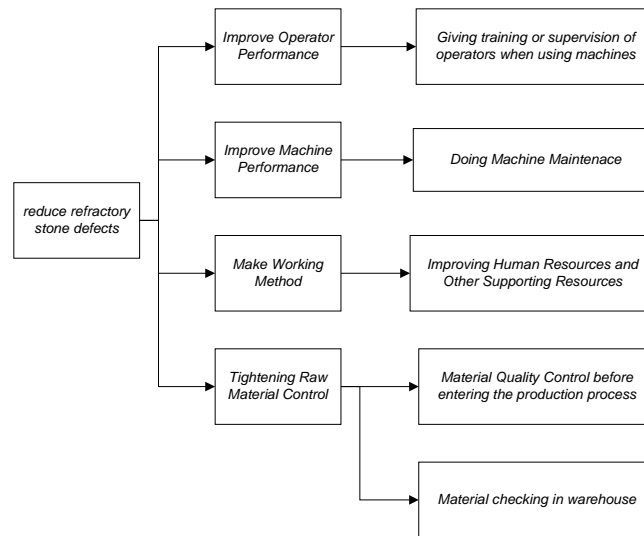 Improve Operator
Performance
Giving training or supervision of
operators when using machines
Improve Machine
Performance
Doing Machine Maintenace
reduce refractory
stone defects
Make Working
Method
Improving Human Resources and
Other Supporting Resources
Tightening Raw
Material Control
Material Quality Control before
entering the production process
Material checking in warehouse